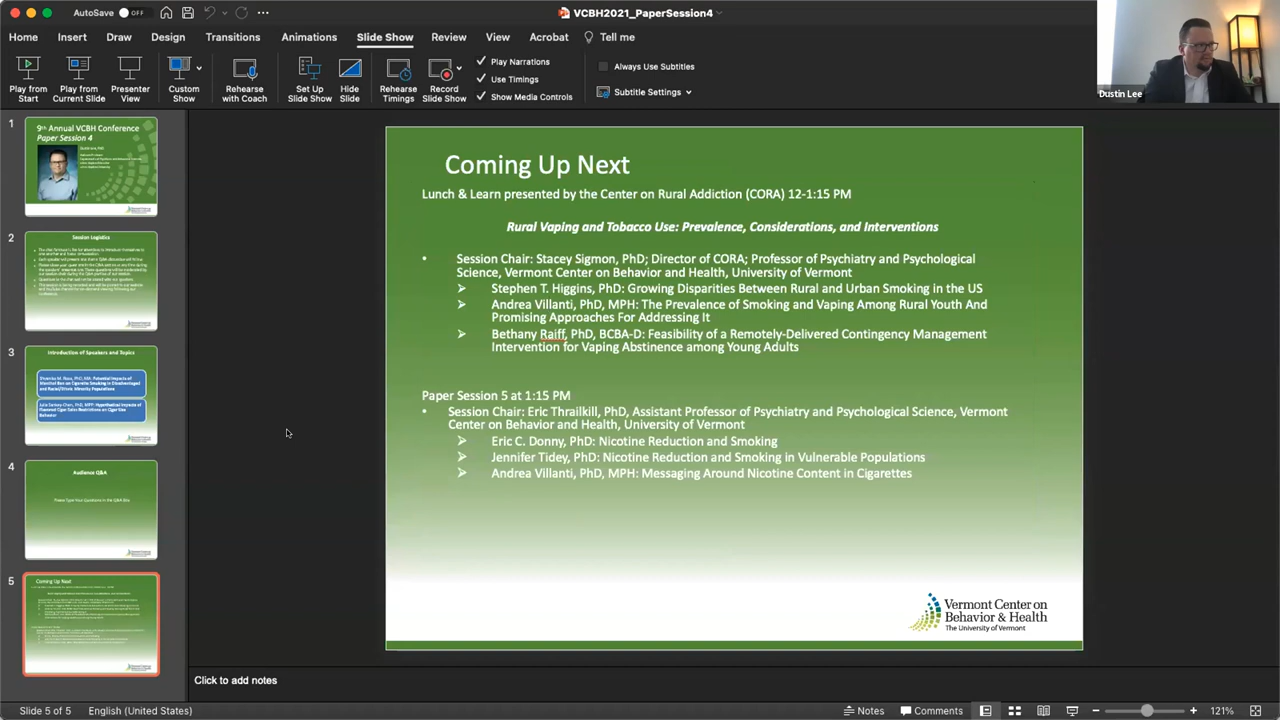 AutoSave OFF
VCBH2021_PaperSession4
Home Insert Draw Design Transitions Animations Slide Show Review View Acrobat Tell me
Play from Start
Play from Current Slide
Presenter View
Custom Show
Rehearse with Coach
Set Up Slide Show
Hide Slide
Rehearse Timings
Record Slide Show
Play Narrations
Use Timings
Show Media Controls
Always Use Subtitles
Subtitle Settings
Dustin Lee
1
9th Annual VCBH Conference
Paper Session 4
2
Session Logistics
3
Introduction of Speakers and Topics
4
Audience Q&A
Please Type Your Questions in the Q&A Box
5
Coming Up Next
Coming Up Next
Lunch & Learn presented by the Center on Rural Addiction (CORA) 12-1:15 PM
Rural Vaping and Tobacco Use: Prevalence, Considerations, and Interventions
• Session Chair: Stacey Sigmon, PhD; Director of CORA; Professor of Psychiatry and Psychological
Science, Vermont Center on Behavior and Health, University of Vermont
➢ Stephen T. Higgins, PhD: Growing Disparities Between Rural and Urban Smoking in the US
➢ Andrea Villanti, PhD, MPH: The Prevalence of Smoking and Vaping Among Rural Youth And
Promising Approaches For Addressing It
➢ Bethany Raiff, PhD, BCBA-D: Feasibility of a Remotely-Delivered Contingency Management
Intervention for Vaping Abstinence among Young Adults
Paper Session 5 at 1:15 PM
• Session Chair: Eric Thrailkill, PhD, Assistant Professor of Psychiatry and Psychological Science, Vermont
Center on Behavior and Health, University of Vermont
➢ Eric C. Donny, PhD: Nicotine Reduction and Smoking
➢ Jennifer Tidey, PhD: Nicotine Reduction and Smoking in Vulnerable Populations
➢ Andrea Villanti, PhD, MPH: Messaging Around Nicotine Content in Cigarettes
Vermont Center on
Behavior & Health
The University of Vermont
Click to add notes
Slide 5 of 5 English (United States) Notes Comments 121%